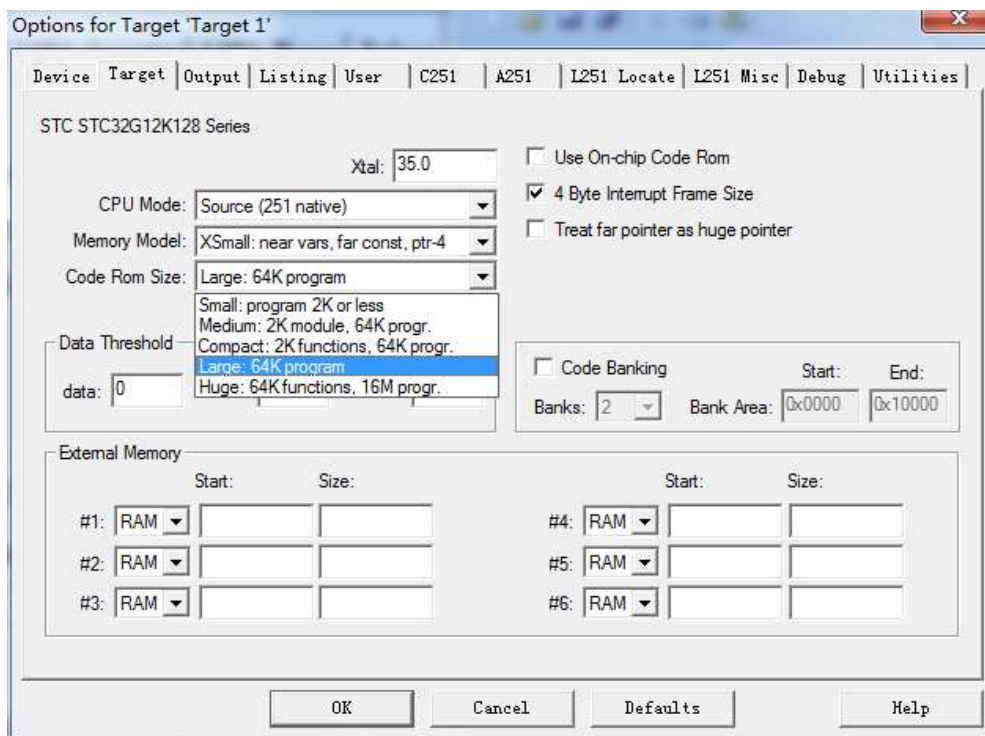 Options for Target 'Target 1'
Device Target Output Listing User C251 A251 L251 Locate L251 Misc Debug Utilities
STC STC32G12K128 Series
Xtal: 35.0
CPU Mode: Source (251 native)
Memory Model: XSmall: near vars, far const, ptr-4
Code Rom Size: Large: 64K program
Small: program 2K or less
Medium: 2K module, 64K progr.
Compact: 2K functions, 64K progr.
Large: 64K program
Huge: 64K functions, 16M progr.
Use On-chip Code Rom
4 Byte Interrupt Frame Size
Treat far pointer as huge pointer
Data Threshold
data: 0
Code Banking Start: End:
Banks: 2 Bank Area: 0x0000 0x10000
External Memory
Start: Size: Start: Size:
#1: RAM #4: RAM
#2: RAM #5: RAM
#3: RAM #6: RAM
OK Cancel Defaults Help